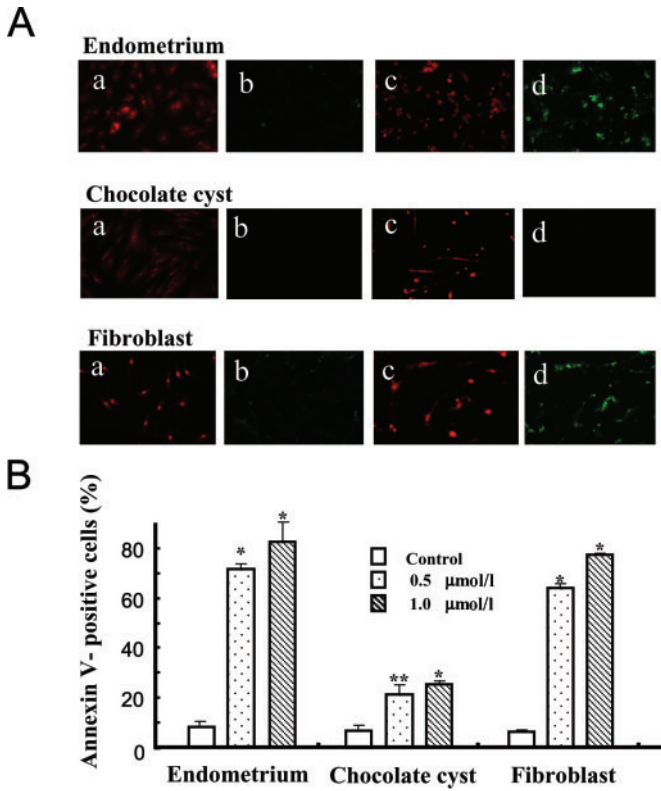 A
Endometrium
a b c d
Chocolate cyst
a b c d
Fibroblast
a b c d
B
Annexin V- positive cells (%)
80
60
40
20
0
* *
** *
* *
Control
0.5 μmol/l
1.0 μmol/l
Endometrium Chocolate cyst Fibroblast